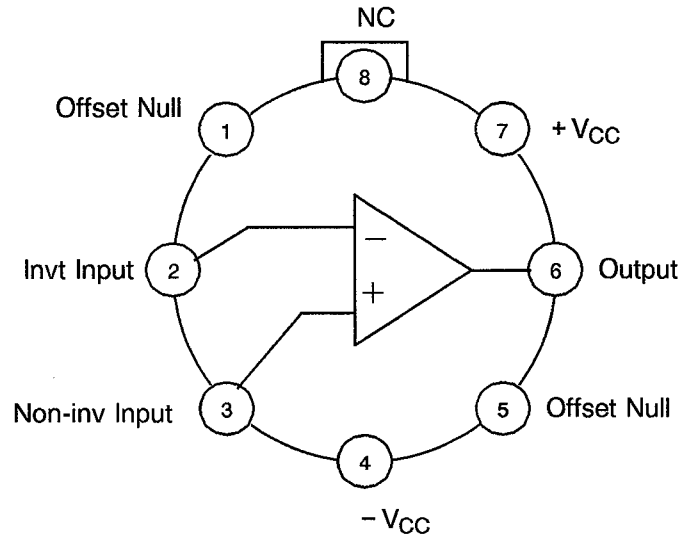 NC
8
Offset Null
1
7
+VCC
Invt Input
2
−
6
Output
+
Non-inv Input
3
5
Offset Null
4
−VCC